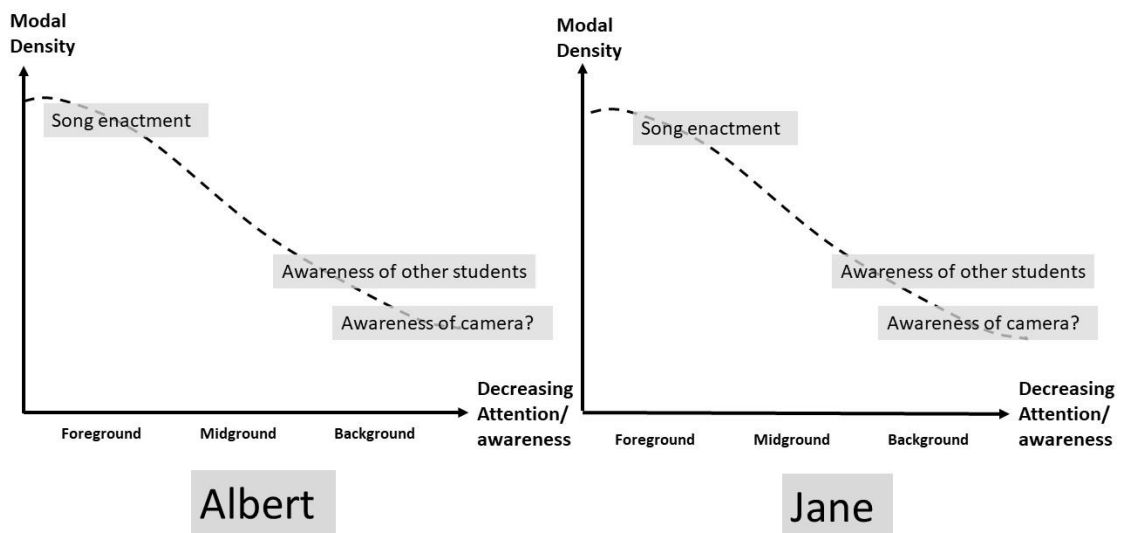 Modal
Density
Song enactment
Awareness of other students
Awareness of camera?
Decreasing
Attention/
awareness
Foreground
Midground
Background
Albert
Modal
Density
Song enactment
Awareness of other students
Awareness of camera?
Decreasing
Attention/
awareness
Foreground
Midground
Background
Jane